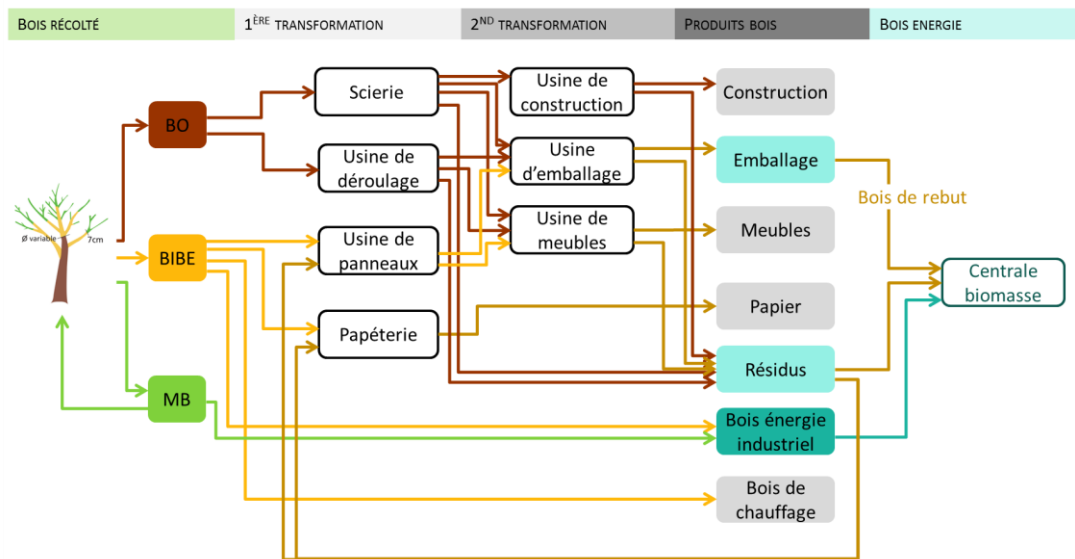 BOIS RÉCOLTÉ
1ÈRE TRANSFORMATION
2ND TRANSFORMATION
PRODUITS BOIS
BOIS ENERGIE
BO
BIBE
MB
Ø variable
7cm
Scierie
Usine de
déroulage
Usine de
panneaux
Papéterie
Usine de
construction
Usine
d'emballage
Usine de
meubles
Construction
Emballage
Meubles
Papier
Résidus
Bois énergie
industriel
Bois de
chauffage
Bois de rebut
Centrale
biomasse